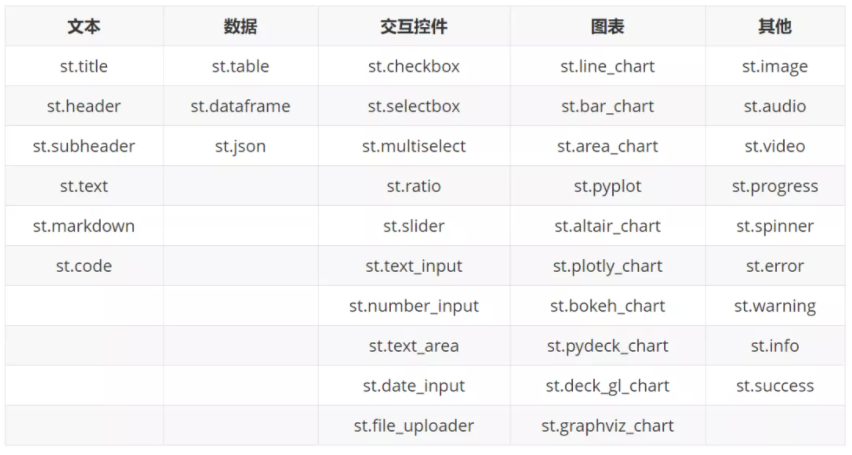 文本 数据 交互控件 图表 其他
st.title st.table st.checkbox st.line_chart st.image
st.header st.dataframe st.selectbox st.bar_chart st.audio
st.subheader st.json st.multiselect st.area_chart st.video
st.text st.ratio st.pyplot st.progress
st.markdown st.slider st.altair_chart st.spinner
st.code st.text_input st.plotly_chart st.error
st.number_input st.bokeh_chart st.warning
st.text_area st.pydeck_chart st.info
st.date_input st.deck_gl_chart st.success
st.file_uploader st.graphviz_chart